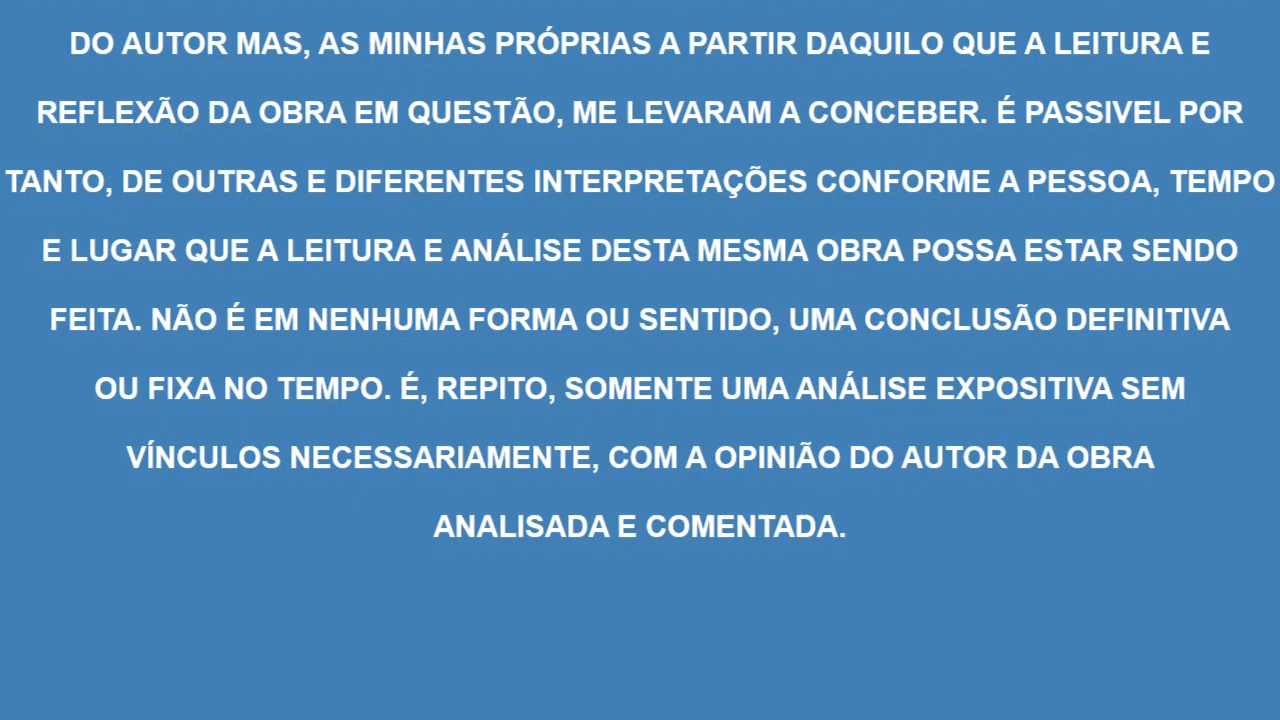 DO AUTOR MAS, AS MINHAS PRÓPRIAS A PARTIR DAQUILO QUE A LEITURA E
REFLEXÃO DA OBRA EM QUESTÃO, ME LEVARAM A CONCEBER. É PASSIVEL POR
TANTO, DE OUTRAS E DIFERENTES INTERPRETAÇÕES CONFORME A PESSOA, TEMPO
E LUGAR QUE A LEITURA E ANÁLISE DESTA MESMA OBRA POSSA ESTAR SENDO
FEITA. NÃO É EM NENHUMA FORMA OU SENTIDO, UMA CONCLUSÃO DEFINITIVA
OU FIXA NO TEMPO. É, REPITO, SOMENTE UMA ANÁLISE EXPOSITIVA SEM
VÍNCULOS NECESSARIAMENTE, COM A OPINIÃO DO AUTOR DA OBRA
ANALISADA E COMENTADA.